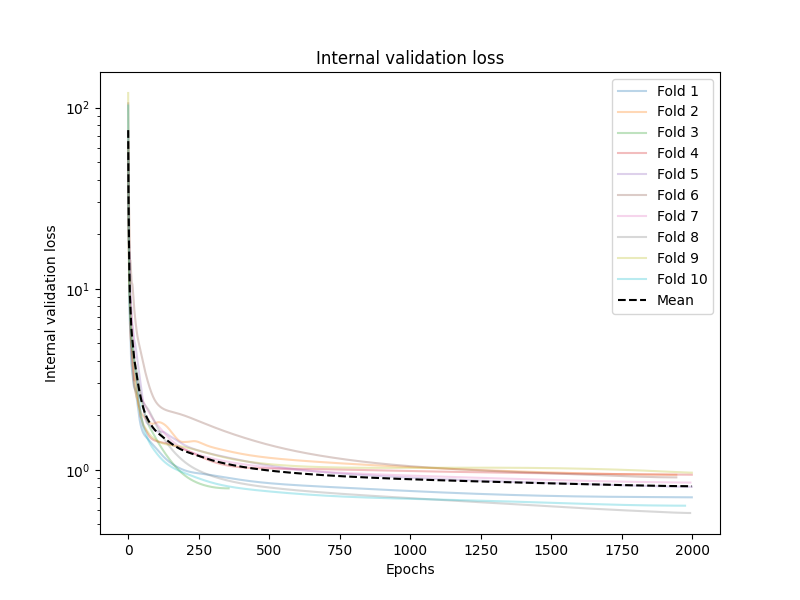 Internal validation loss
10²
10¹
10⁰
Internal validation loss
Fold 1
Fold 2
Fold 3
Fold 4
Fold 5
Fold 6
Fold 7
Fold 8
Fold 9
Fold 10
Mean
0 250 500 750 1000 1250 1500 1750 2000
Epochs